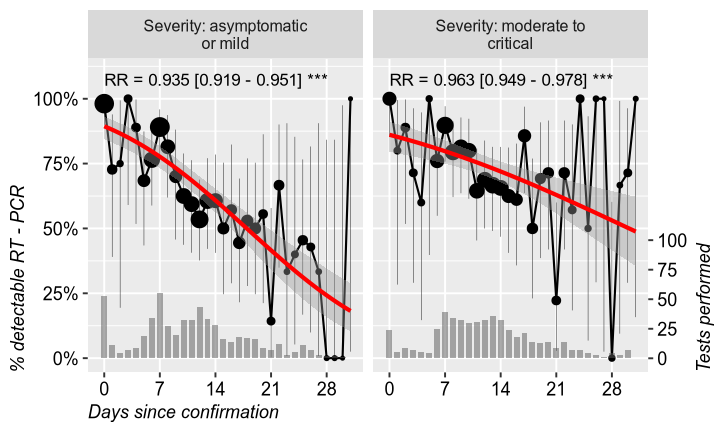 Severity: asymptomatic
or mild
Severity: moderate to
critical
RR = 0.935 [0.919 - 0.951] ***
RR = 0.963 [0.949 - 0.978] ***
% detectable RT - PCR
100%
75%
50%
25%
0%
100
75
50
25
0
Tests performed
0 7 14 21 28
0 7 14 21 28
Days since confirmation